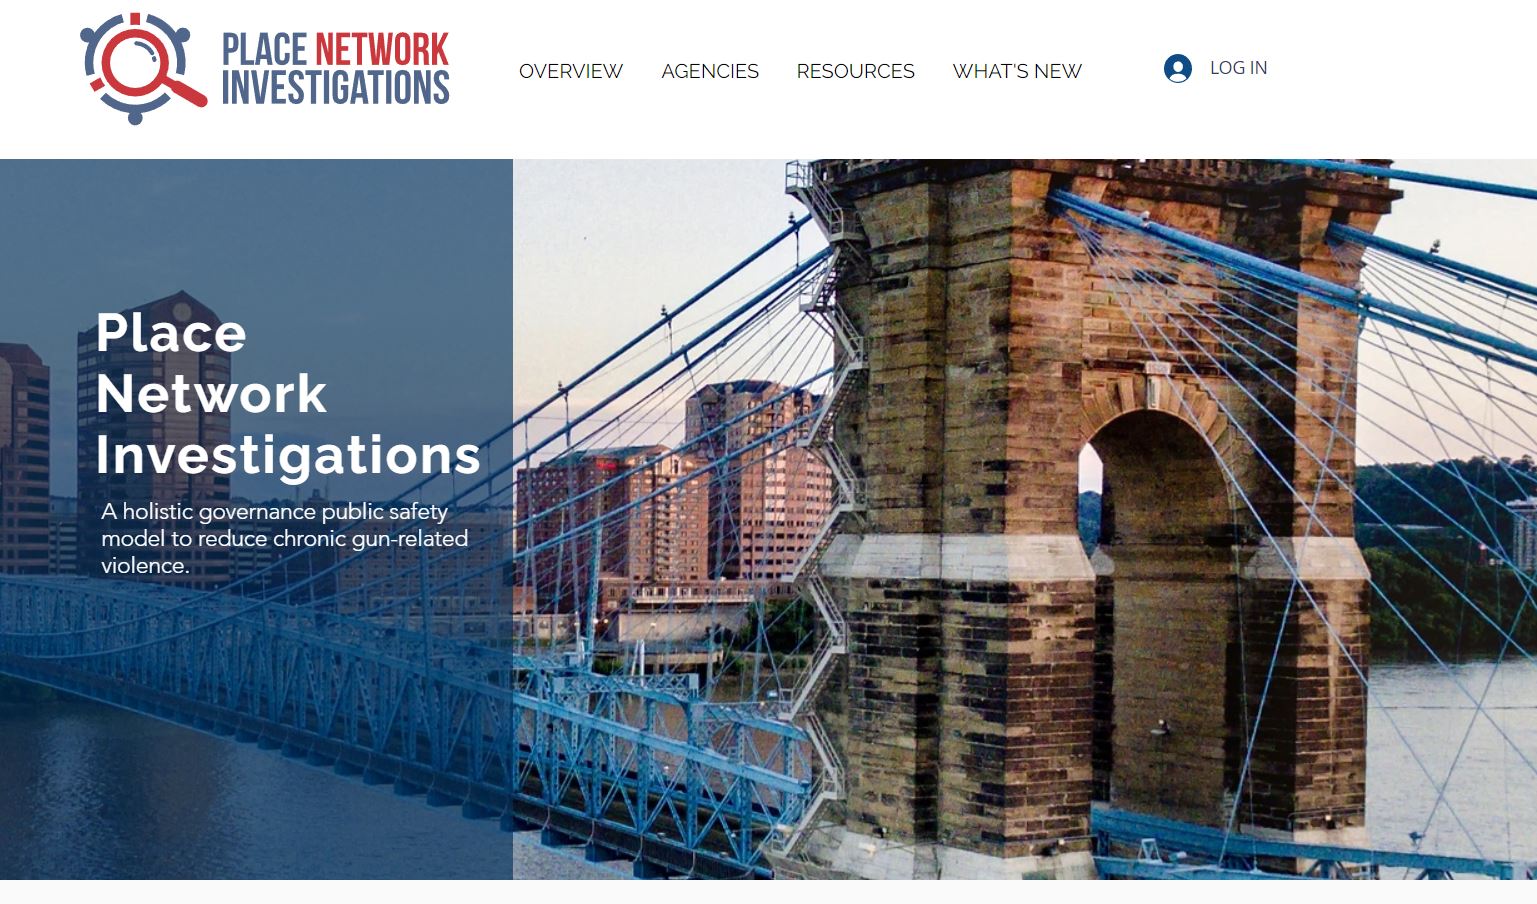 PLACE NETWORK
INVESTIGATIONS
OVERVIEW
AGENCIES
RESOURCES
WHAT'S NEW
LOG IN
Place
Network
Investigations
A holistic governance public safety
model to reduce chronic gun-related
violence.